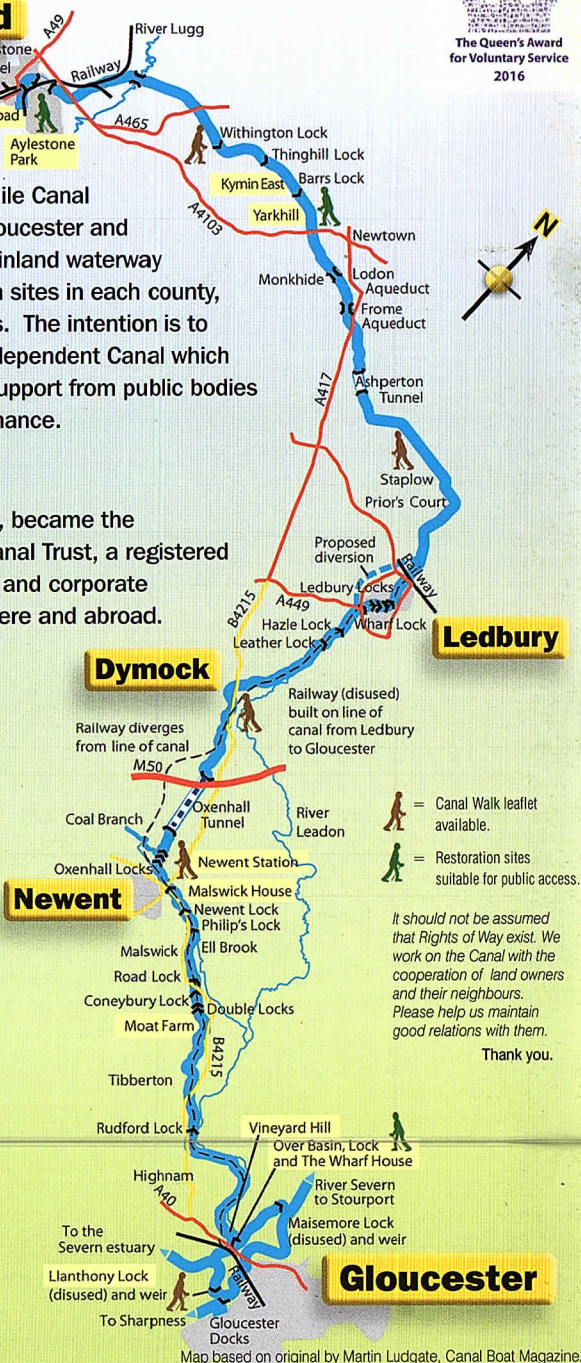 The Queen's Award
for Voluntary Service
2016
d
A49
River Lugg
stone
el
Railway
oad
A465
Aylestone
Park
Withington Lock
Thinghill Lock
Kymin East
Barrs Lock
Yarkhill
A4103
ile Canal
oucester and
inland waterway
n sites in each county,
s. The intention is to
dependent Canal which
support from public bodies
nance.
Newtown
N
Monkhide
Lodon
Aqueduct
Frome
Aqueduct
A417
Ashperton
Tunnel
Staplow
Prior's Court
, became the
anal Trust, a registered
and corporate
ere and abroad.
Proposed
diversion
Railway
Ledbury Locks
B4215
A449
Hazle Lock
Wharf Lock
Leather Lock
Ledbury
Dymock
Railway (disused)
built on line of
canal from Ledbury
to Gloucester
Railway diverges
from line of canal
M50
Oxenhall
Tunnel
River
Leadon
Coal Branch
= Canal Walk leaflet
available.
Oxenhall Locks
Newent Station
= Restoration sites
suitable for public access.
Newent
Malswick House
Newent Lock
Philip's Lock
Malswick
Ell Brook
Road Lock
Coneybury Lock
Double Locks
Moat Farm
B4215
It should not be assumed
that Rights of Way exist. We
work on the Canal with the
cooperation of land owners
and their neighbours.
Please help us maintain
good relations with them.
Thank you.
Tibberton
Rudford Lock
Vineyard Hill
Over Basin, Lock
and The Wharf House
Highnam
A40
River Severn
to Stourport
Maisemore Lock
(disused) and weir
To the
Severn estuary
Llanthony Lock
(disused) and weir
Railway
Gloucester
To Sharpness
Gloucester
Docks
Map based on original by Martin Ludgate, Canal Boat Magazine.